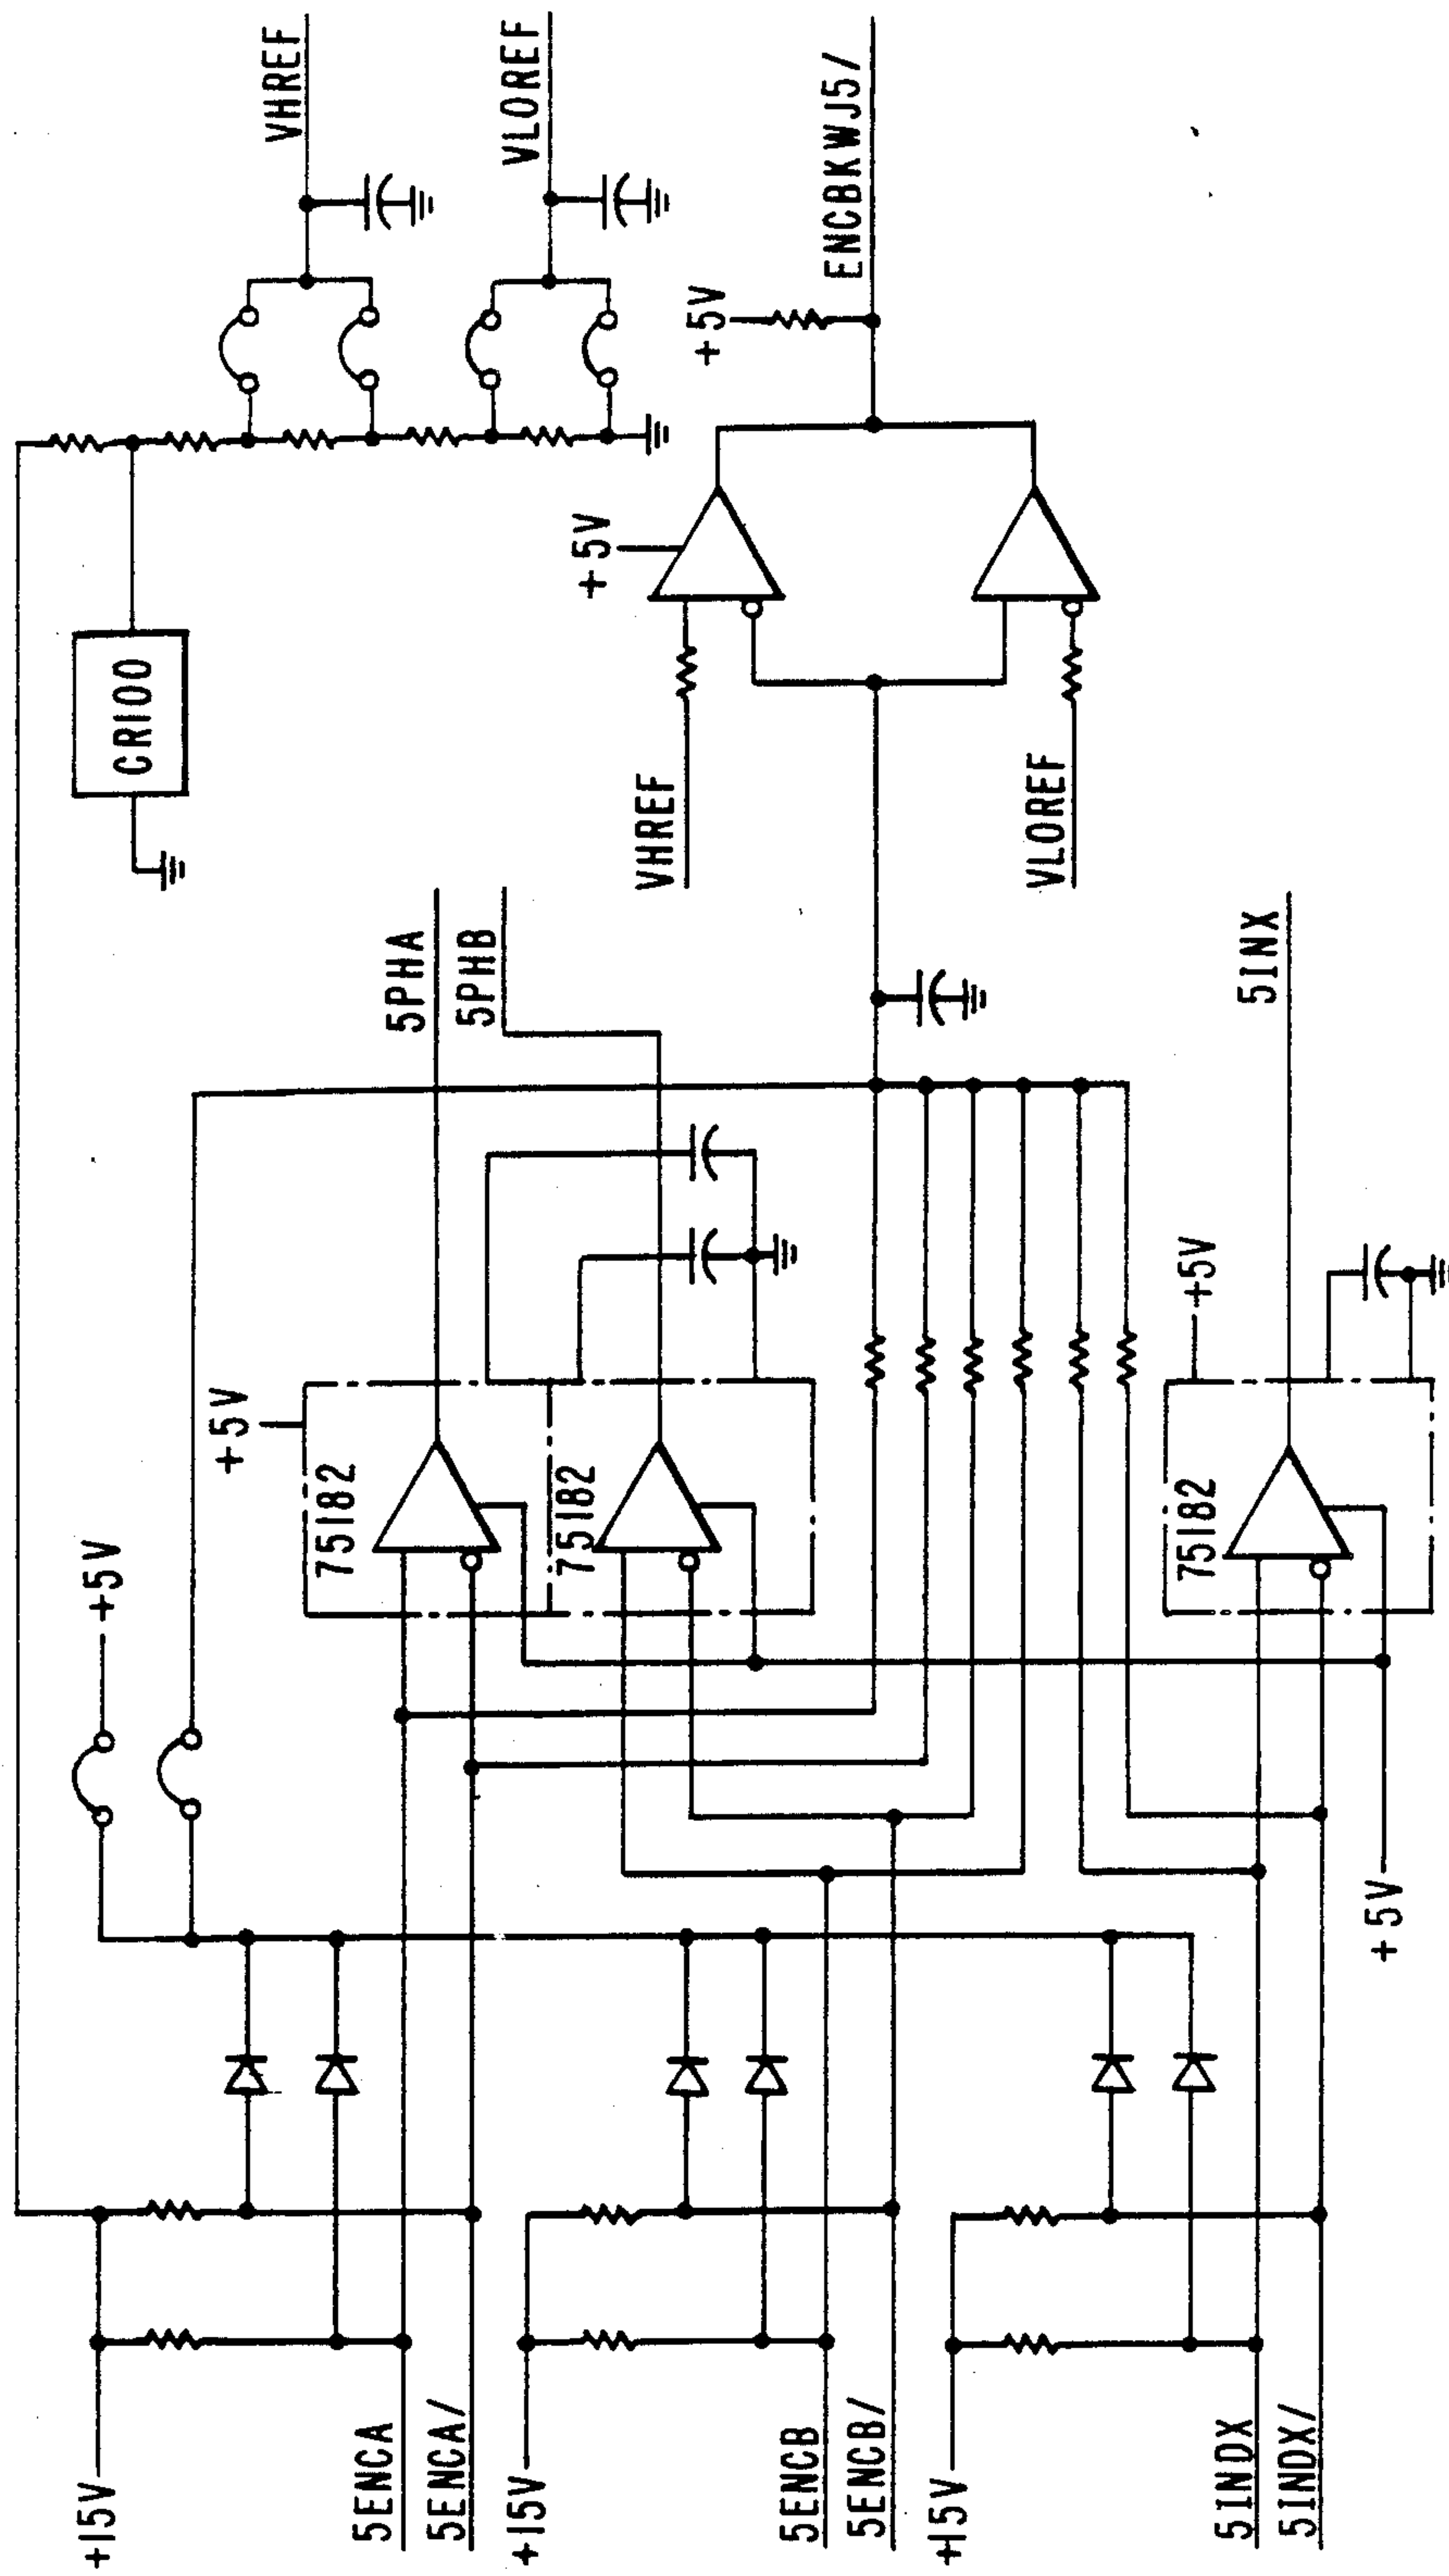 VHREF
VLOREF
ENCBKWJ5/
+5V
CR100
+5V
VHREF
VLOREF
5PHA
5PHB
5INX
+5V
75182
75182
+5V
75182
+5V
+5V
+15V
5ENCA
5ENCA/
+15V
5ENCB
5ENCB/
+15V
5INDX
5INDX/